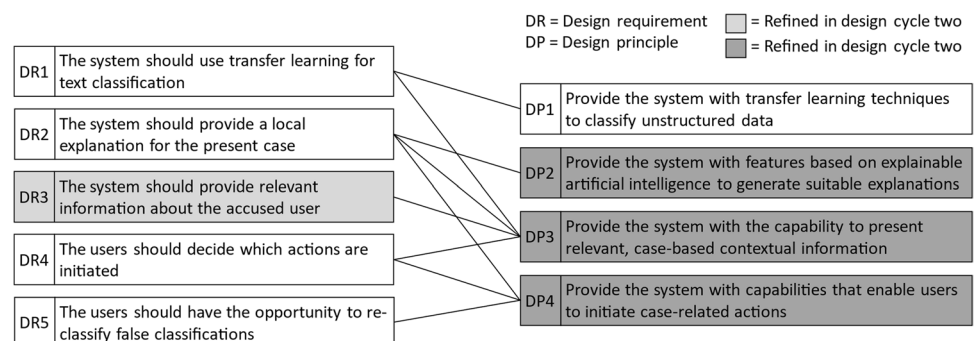 DR = Design requirement
DP = Design principle
= Refined in design cycle two
= Refined in design cycle two
DR1
The system should use transfer learning for
text classification
DR2
The system should provide a local
explanation for the present case
DR3
The system should provide relevant
information about the accused user
DR4
The users should decide which actions are
initiated
DR5
The users should have the opportunity to re-
classify false classifications
DP1
Provide the system with transfer learning techniques
to classify unstructured data
DP2
Provide the system with features based on explainable
artificial intelligence to generate suitable explanations
DP3
Provide the system with the capability to present
relevant, case-based contextual information
DP4
Provide the system with capabilities that enable users
to initiate case-related actions